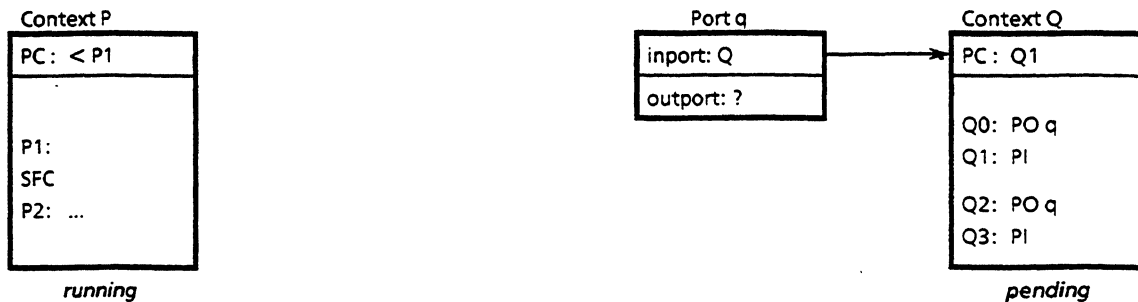 Context P
PC: < P1
P1:
SFC
P2: ...
running
Port q
inport: Q
outport: ?
Context Q
PC: Q1
Q0: PO q
Q1: PI
Q2: PO q
Q3: PI
pending